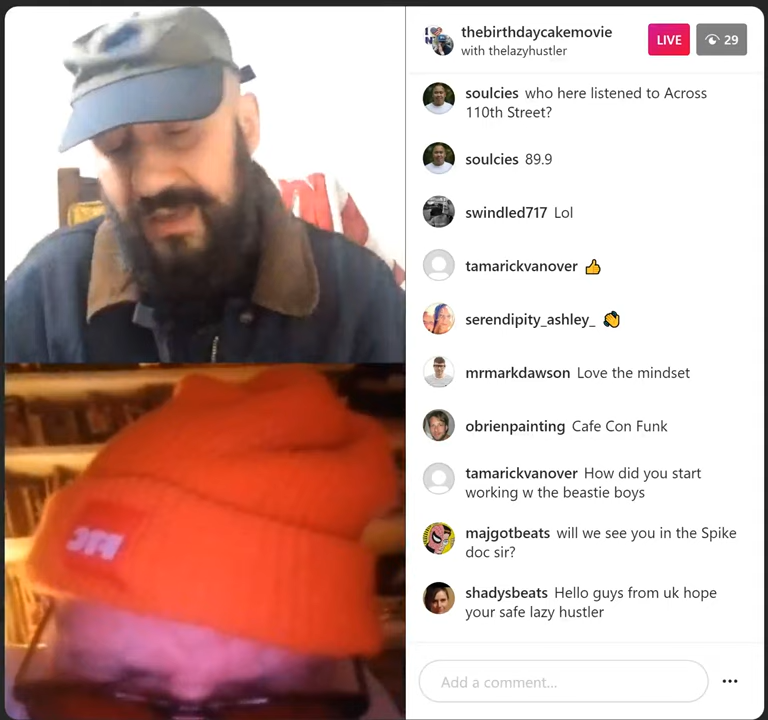 thebirthdaycakemovie
with thelazyhustler
LIVE
29
soulcies who here listened to Across
110th Street?
soulcies 89.9
swindled717 Lol
tamarickvanover 👍
serendipity_ashley_ 👏
mrmarkdawson Love the mindset
obrienpainting Cafe Con Funk
tamarickvanover How did you start
working w the beastie boys
majgotbeats will we see you in the Spike
doc sir?
shadysbeats Hello guys from uk hope
your safe lazy hustler
Add a comment...